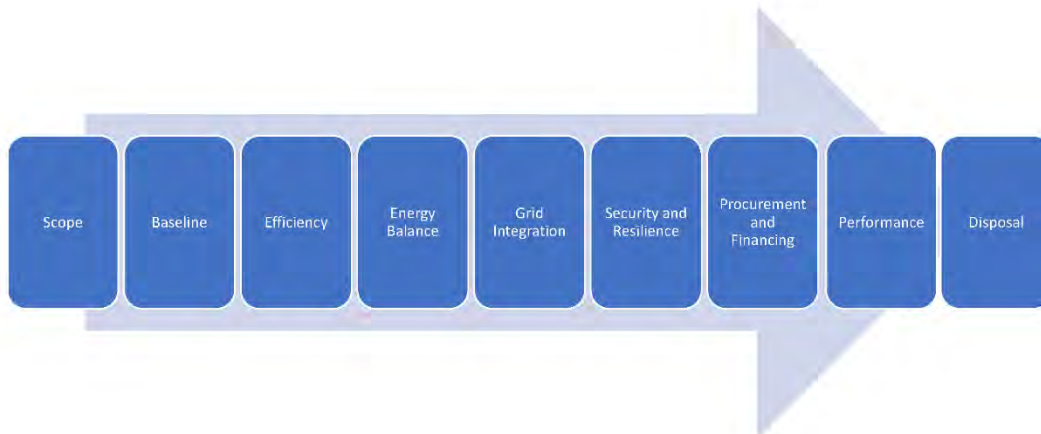 Scope
Baseline
Efficiency
Energy
Balance
Grid
Integration
Security and
Resilience
Procurement
and
Financing
Performance
Disposal